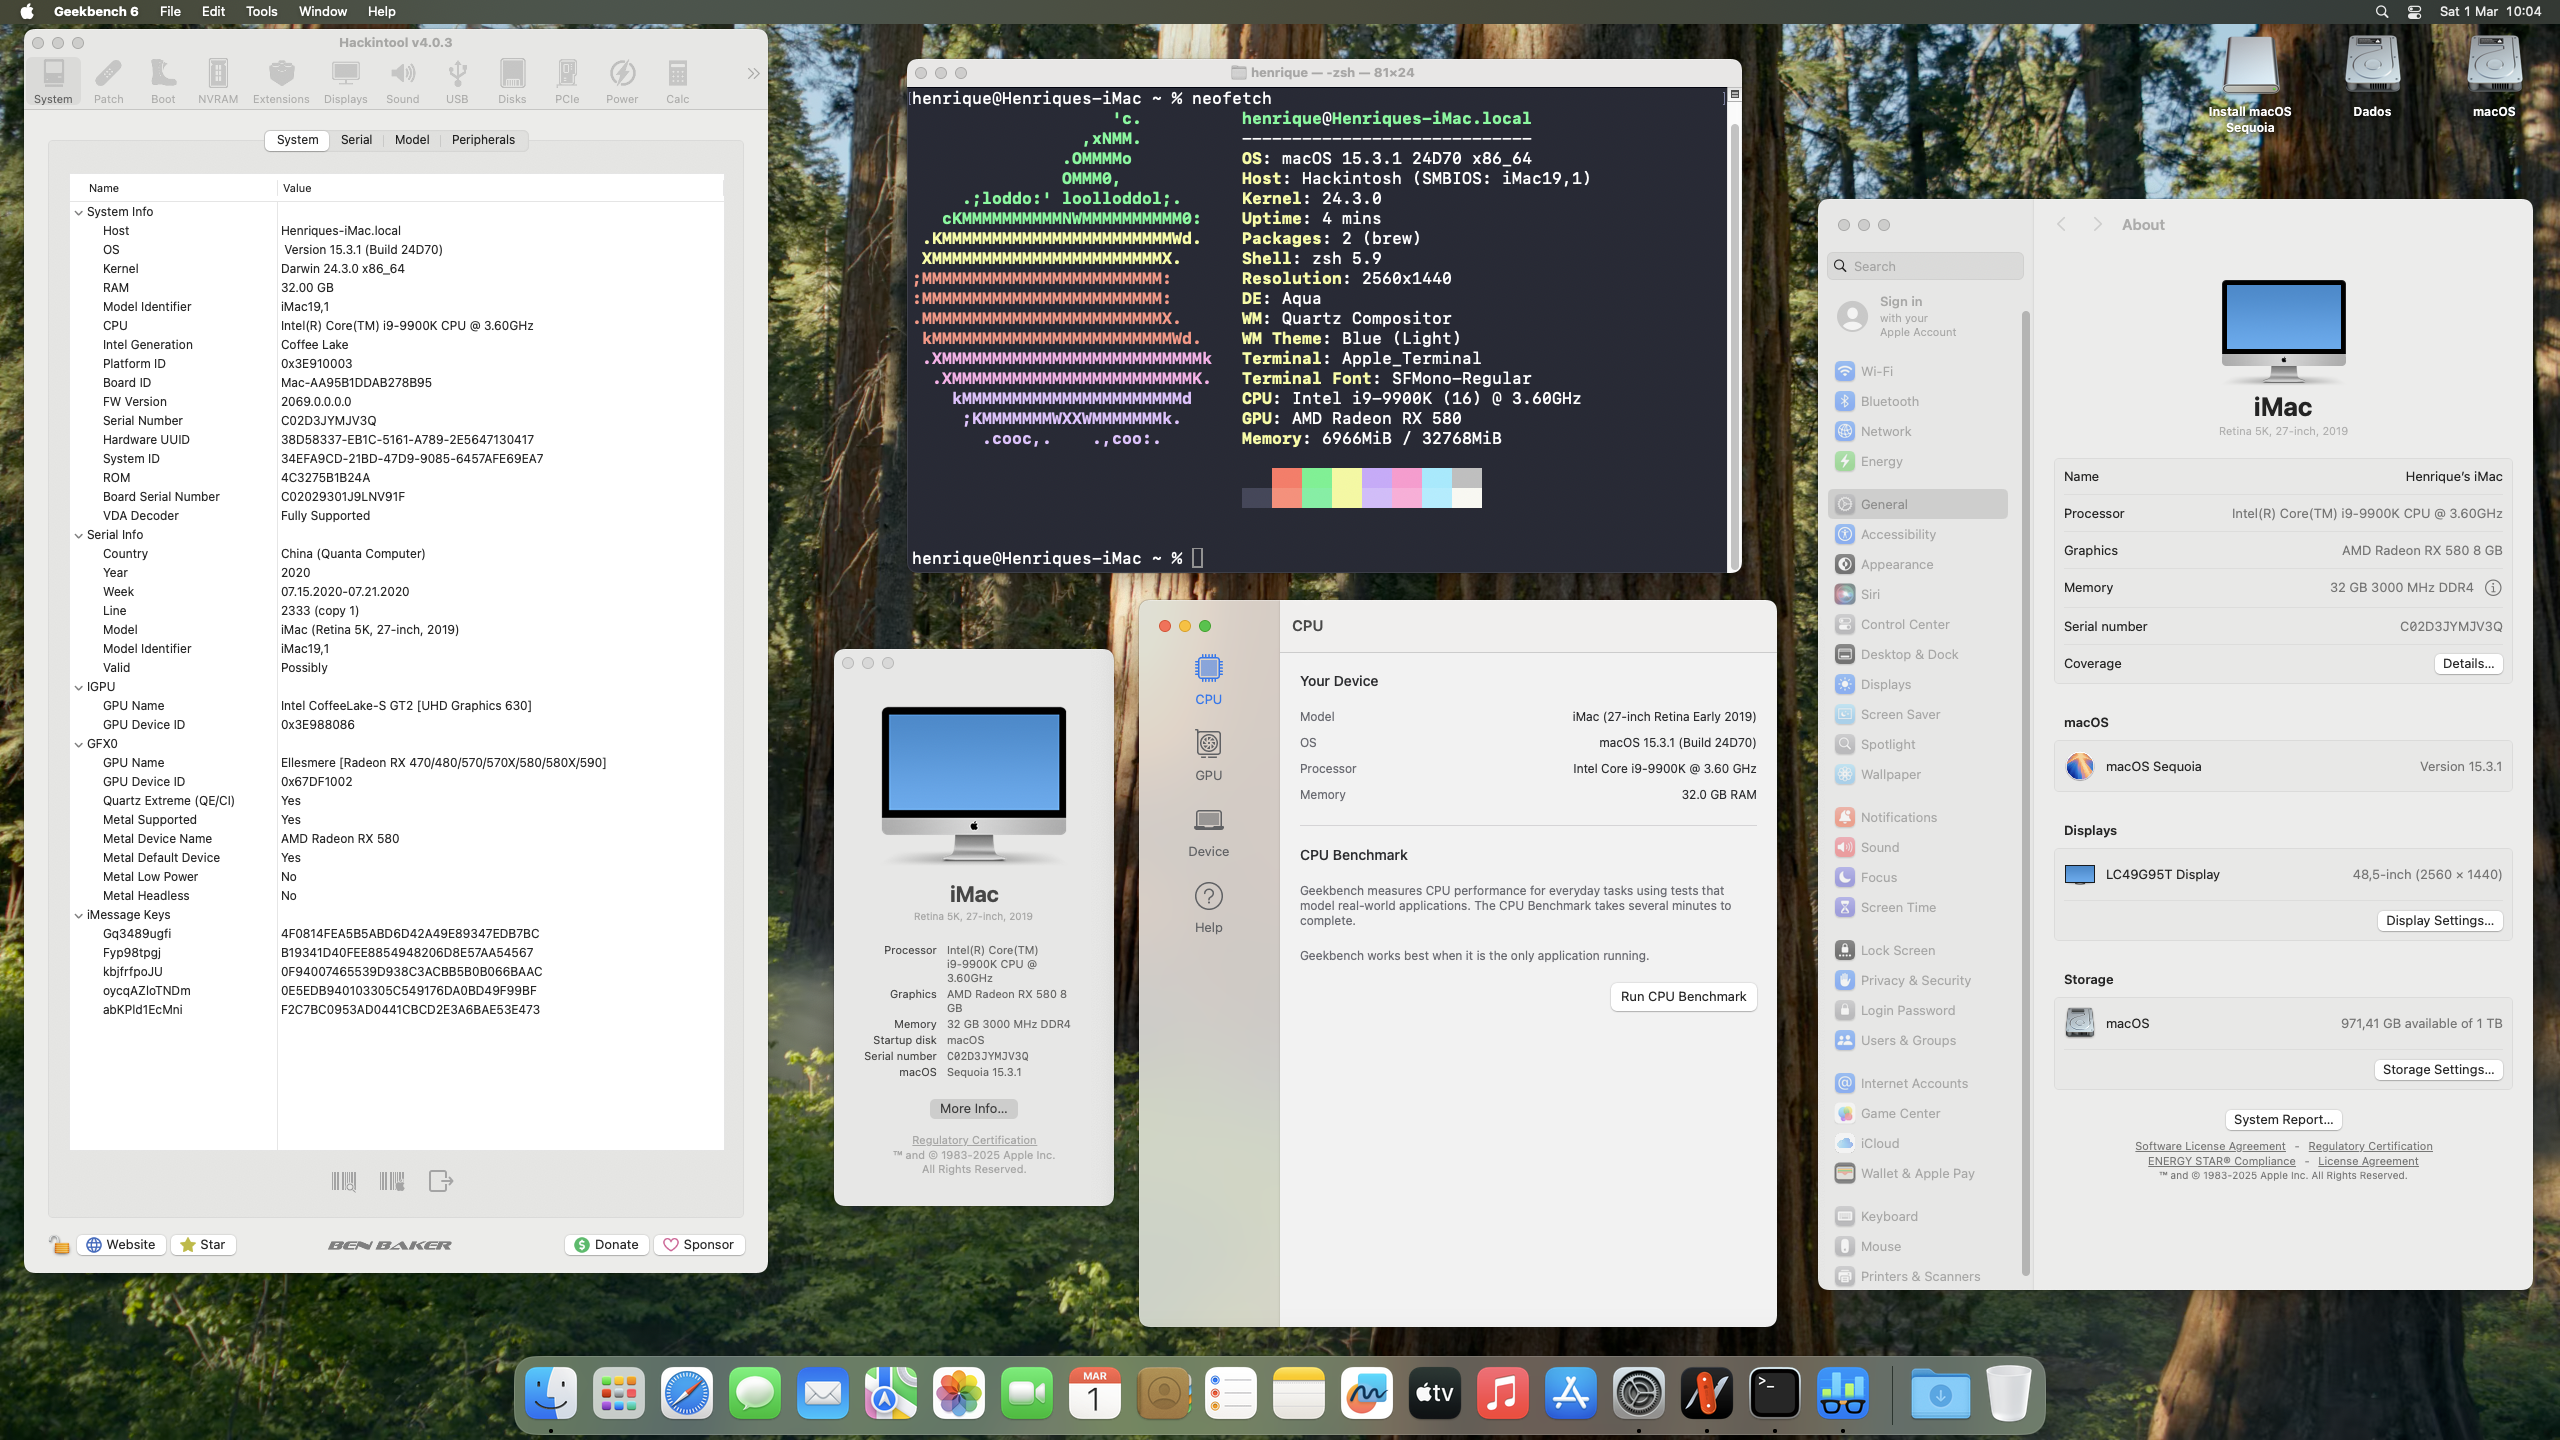 Geekbench 6 File Edit Tools Window Help
Sat 1 Mar 10:04
Hackintool v4.0.3
System Patch Boot NVRAM Extensions Displays Sound USB Disks PCIe Power Calc
System Serial Model Peripherals
Name Value
System Info
Host Henriques-iMac.local
OS Version 15.3.1 (Build 24D70)
Kernel Darwin 24.3.0 x86_64
RAM 32.00 GB
Model Identifier iMac19,1
CPU Intel(R) Core(TM) i9-9900K CPU @ 3.60GHz
Intel Generation Coffee Lake
Platform ID 0x3E910003
Board ID Mac-AA95B1DDAB278B95
FW Version 2069.0.0.0.0
Serial Number C02D3JYMJV3Q
Hardware UUID 38D58337-EB1C-5161-A789-2E5647130417
System ID 34EFA9CD-21BD-47D9-9085-6457AFE69EA7
ROM 4C3275B1B24A
Board Serial Number C02029301J9LNV91F
VDA Decoder Fully Supported
Serial Info
Country China (Quanta Computer)
Year 2020
Week 07.15.2020-07.21.2020
Line 2333 (copy 1)
Model iMac (Retina 5K, 27-inch, 2019)
Model Identifier iMac19,1
Valid Possibly
IGPU
GPU Name Intel CoffeeLake-S GT2 [UHD Graphics 630]
GPU Device ID 0x3E988086
GFX0
GPU Name Ellesmere [Radeon RX 470/480/570/570X/580/580X/590]
GPU Device ID 0x67DF1002
Quartz Extreme (QE/CI) Yes
Metal Supported Yes
Metal Device Name AMD Radeon RX 580
Metal Default Device Yes
Metal Low Power No
Metal Headless No
iMessage Keys
Gq3489ugfi 4F0814FEA5B5ABD6D42A49E89347EDB7BC
Fyp98tpgj B19341D40FEE8854948206D8E57AA54567
kbjfrfpoJU 0F94007465539D938C3ACBB5B0B066BAAC
oycqAZloTNDm 0E5EDB940103305C549176DA0BD49F99BF
abKPld1EcMni F2C7BC0953AD0441CBCD2E3A6BAE53E473
Website Star BEN BAKER Donate Sponsor
henrique — -zsh — 81×24
henrique@Henriques-iMac ~ % neofetch
'c. henrique@Henriques-iMac.local
,xNMM. -----------------------------
.OMMMMo OS: macOS 15.3.1 24D70 x86_64
OMMM0, Host: Hackintosh (SMBIOS: iMac19,1)
.;loddo:' loolloddol;. Kernel: 24.3.0
cKMMMMMMMMMMNWMMMMMMMMMM0: Uptime: 4 mins
.KMMMMMMMMMMMMMMMMMMMMMMMWd. Packages: 2 (brew)
XMMMMMMMMMMMMMMMMMMMMMMMX. Shell: zsh 5.9
;MMMMMMMMMMMMMMMMMMMMMMMM: Resolution: 2560x1440
:MMMMMMMMMMMMMMMMMMMMMMMM: DE: Aqua
.MMMMMMMMMMMMMMMMMMMMMMMMX. WM: Quartz Compositor
kMMMMMMMMMMMMMMMMMMMMMMMMWd. WM Theme: Blue (Light)
.XMMMMMMMMMMMMMMMMMMMMMMMMMMk Terminal: Apple_Terminal
.XMMMMMMMMMMMMMMMMMMMMMMMMK. Terminal Font: SFMono-Regular
kMMMMMMMMMMMMMMMMMMMMMMd CPU: Intel i9-9900K (16) @ 3.60GHz
;KMMMMMMMWXXWMMMMMMMk. GPU: AMD Radeon RX 580
.cooc,. .,coo:. Memory: 6966MiB / 32768MiB
henrique@Henriques-iMac ~ %
iMac
Retina 5K, 27-inch, 2019
Processor Intel(R) Core(TM)
i9-9900K CPU @
3.60GHz
Graphics AMD Radeon RX 580 8
GB
Memory 32 GB 3000 MHz DDR4
Startup disk macOS
Serial number C02D3JYMJV3Q
macOS Sequoia 15.3.1
More Info...
Regulatory Certification
™ and © 1983-2025 Apple Inc.
All Rights Reserved.
CPU
GPU
Device
Help
CPU
Your Device
Model iMac (27-inch Retina Early 2019)
OS macOS 15.3.1 (Build 24D70)
Processor Intel Core i9-9900K @ 3.60 GHz
Memory 32.0 GB RAM
CPU Benchmark
Geekbench measures CPU performance for everyday tasks using tests that
model real-world applications. The CPU Benchmark takes several minutes to
complete.
Geekbench works best when it is the only application running.
Run CPU Benchmark
Install macOS
Sequoia
Dados
macOS
Search
Sign in
with your
Apple Account
Wi-Fi
Bluetooth
Network
Energy
General
Accessibility
Appearance
Siri
Control Center
Desktop & Dock
Displays
Screen Saver
Spotlight
Wallpaper
Notifications
Sound
Focus
Screen Time
Lock Screen
Privacy & Security
Login Password
Users & Groups
Internet Accounts
Game Center
iCloud
Wallet & Apple Pay
Keyboard
Mouse
Printers & Scanners
About
iMac
Retina 5K, 27-inch, 2019
Name Henrique's iMac
Processor Intel(R) Core(TM) i9-9900K CPU @ 3.60GHz
Graphics AMD Radeon RX 580 8 GB
Memory 32 GB 3000 MHz DDR4
Serial number C02D3JYMJV3Q
Coverage Details...
macOS
macOS Sequoia Version 15.3.1
Displays
LC49G95T Display 48,5-inch (2560 × 1440)
Display Settings...
Storage
macOS 971,41 GB available of 1 TB
Storage Settings...
System Report...
Software License Agreement - Regulatory Certification
ENERGY STAR® Compliance - License Agreement
™ and © 1983-2025 Apple Inc. All Rights Reserved.
MAR
1
tv
>_